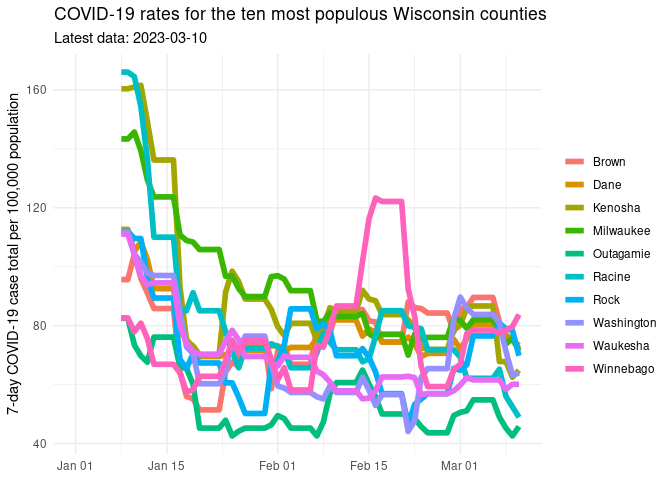 COVID-19 rates for the ten most populous Wisconsin counties
Latest data: 2023-03-10
7-day COVID-19 case total per 100,000 population
160
120
80
40
Jan 01
Jan 15
Feb 01
Feb 15
Mar 01
Brown
Dane
Kenosha
Milwaukee
Outagamie
Racine
Rock
Washington
Waukesha
Winnebago